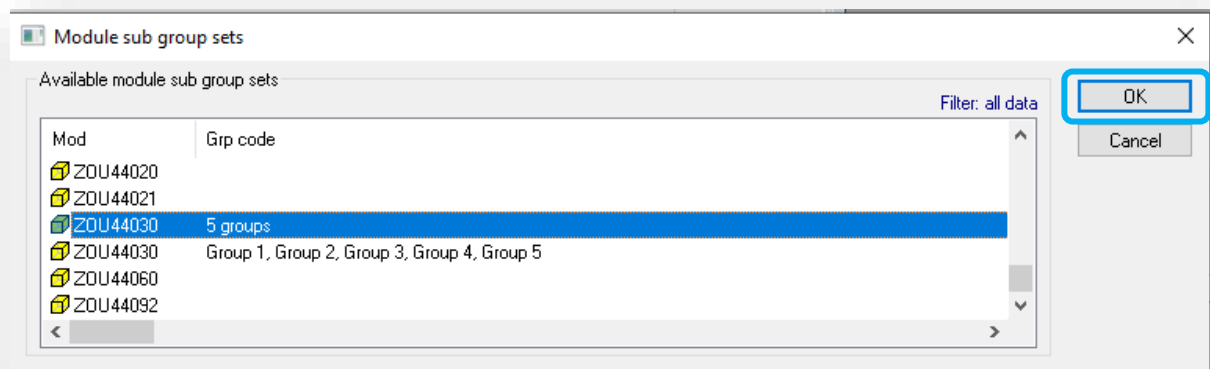 Module sub group sets
Available module sub group sets
Filter: all data
OK
Cancel
Mod Grp code
ZOU44020
ZOU44021
ZOU44030 5 groups
ZOU44030 Group 1, Group 2, Group 3, Group 4, Group 5
ZOU44060
ZOU44092